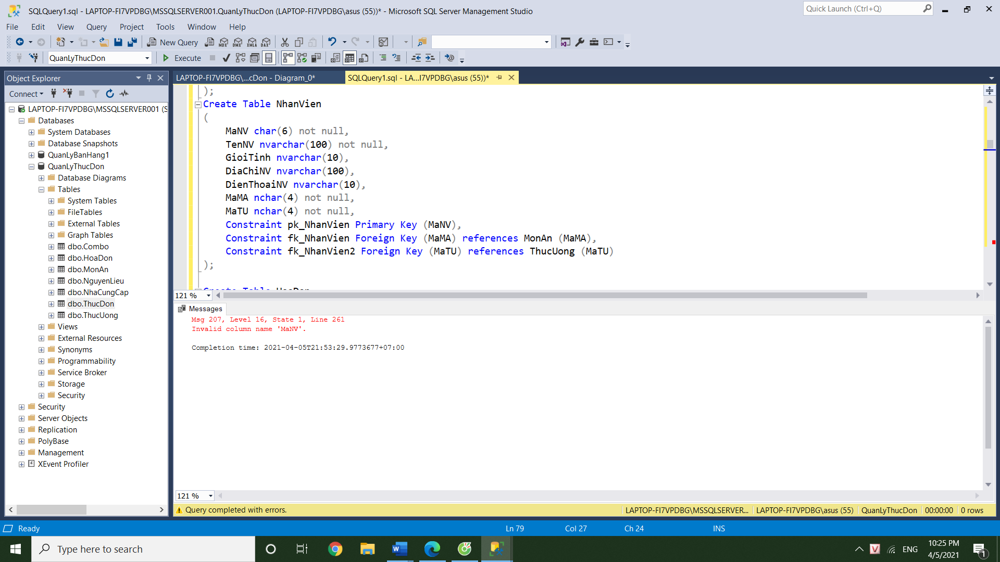 SQLQuery1.sql - LAPTOP-FI7VPDBG\MSSQLSERVER001.QuanLyThucDon (LAPTOP-FI7VPDBG\asus (55))* - Microsoft SQL Server Management Studio
Quick Launch (Ctrl+Q)
File Edit View Query Project Tools Window Help
New Query
MDX DMX XMLA DAX
QuanLyThucDon
Execute
Object Explorer
LAPTOP-FI7VPDBG\...cDon - Diagram_0*
SQLQuery1.sql - LA...I7VPDBG\asus (55))*
Connect
LAPTOP-FI7VPDBG\MSSQLSERVER001 (S
Databases
System Databases
Database Snapshots
QuanLyBanHang1
QuanLyThucDon
Database Diagrams
Tables
System Tables
FileTables
External Tables
Graph Tables
dbo.Combo
dbo.HoaDon
dbo.MonAn
dbo.NguyenLieu
dbo.NhaCungCap
dbo.ThucDon
dbo.ThucUong
Views
External Resources
Synonyms
Programmability
Service Broker
Storage
Security
Security
Server Objects
Replication
PolyBase
Management
XEvent Profiler
);
Create Table NhanVien
(
MaNV char(6) not null,
TenNV nvarchar(100) not null,
GioiTinh nvarchar(10),
DiaChiNV nvarchar(100),
DienThoaiNV nvarchar(10),
MaMA nchar(4) not null,
MaTU nchar(4) not null,
Constraint pk_NhanVien Primary Key (MaNV),
Constraint fk_NhanVien Foreign Key (MaMA) references MonAn (MaMA),
Constraint fk_NhanVien2 Foreign Key (MaTU) references ThucUong (MaTU)
);
Create Table HoaDon
121 %
Messages
Msg 207, Level 16, State 1, Line 261
Invalid column name 'MaNV'.
Completion time: 2021-04-05T21:53:29.9773677+07:00
121 %
Query completed with errors.
LAPTOP-FI7VPDBG\MSSQLSERVER...
LAPTOP-FI7VPDBG\asus (55)
QuanLyThucDon
00:00:00
0 rows
Ready
Ln 79
Col 27
Ch 24
INS
Type here to search
ENG
10:25 PM
4/5/2021
1